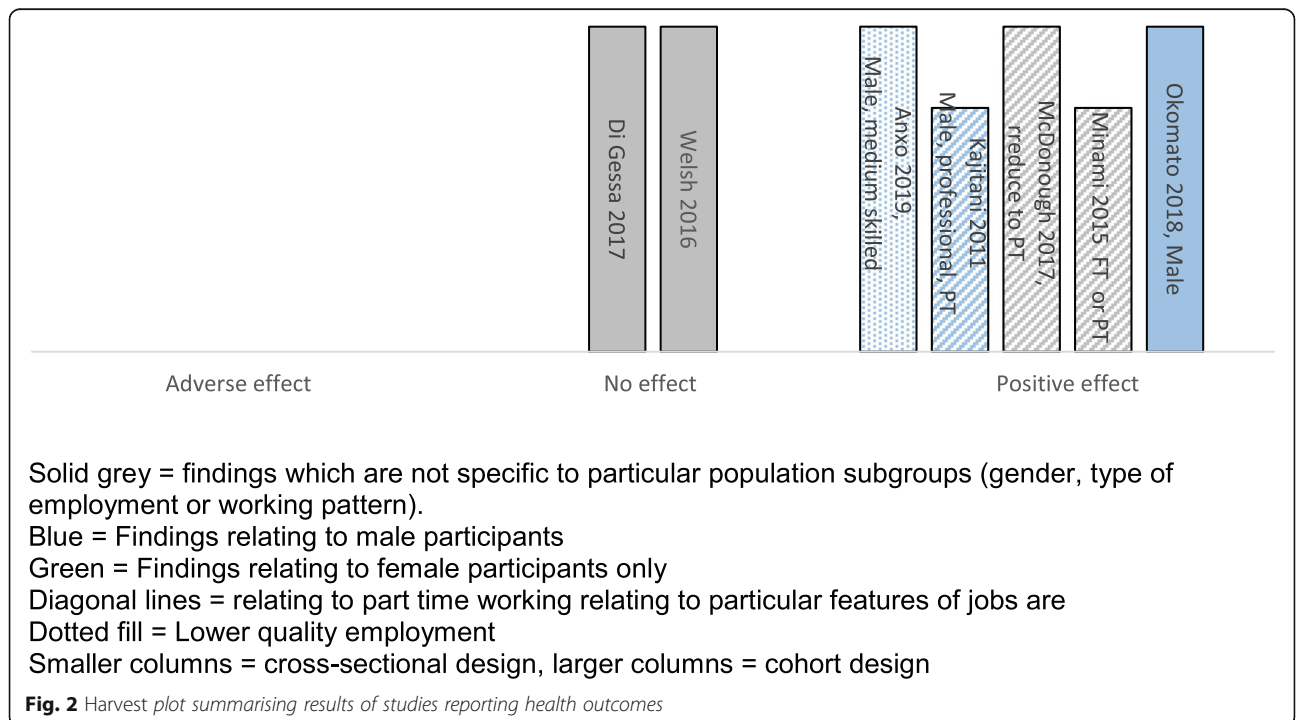 Di Gessa 2017
Welsh 2016
Anxo 2019,
Male, medium skilled
Kajitani 2011
Male, professional, PT
McDonough 2017,
rreduce to PT
Minami 2015 FT or PT
Okomato 2018, Male
Adverse effect
No effect
Positive effect
Solid grey = findings which are not specific to particular population subgroups (gender, type of
employment or working pattern).
Blue = Findings relating to male participants
Green = Findings relating to female participants only
Diagonal lines = relating to part time working relating to particular features of jobs are
Dotted fill = Lower quality employment
Smaller columns = cross-sectional design, larger columns = cohort design
Fig. 2 Harvest plot summarising results of studies reporting health outcomes